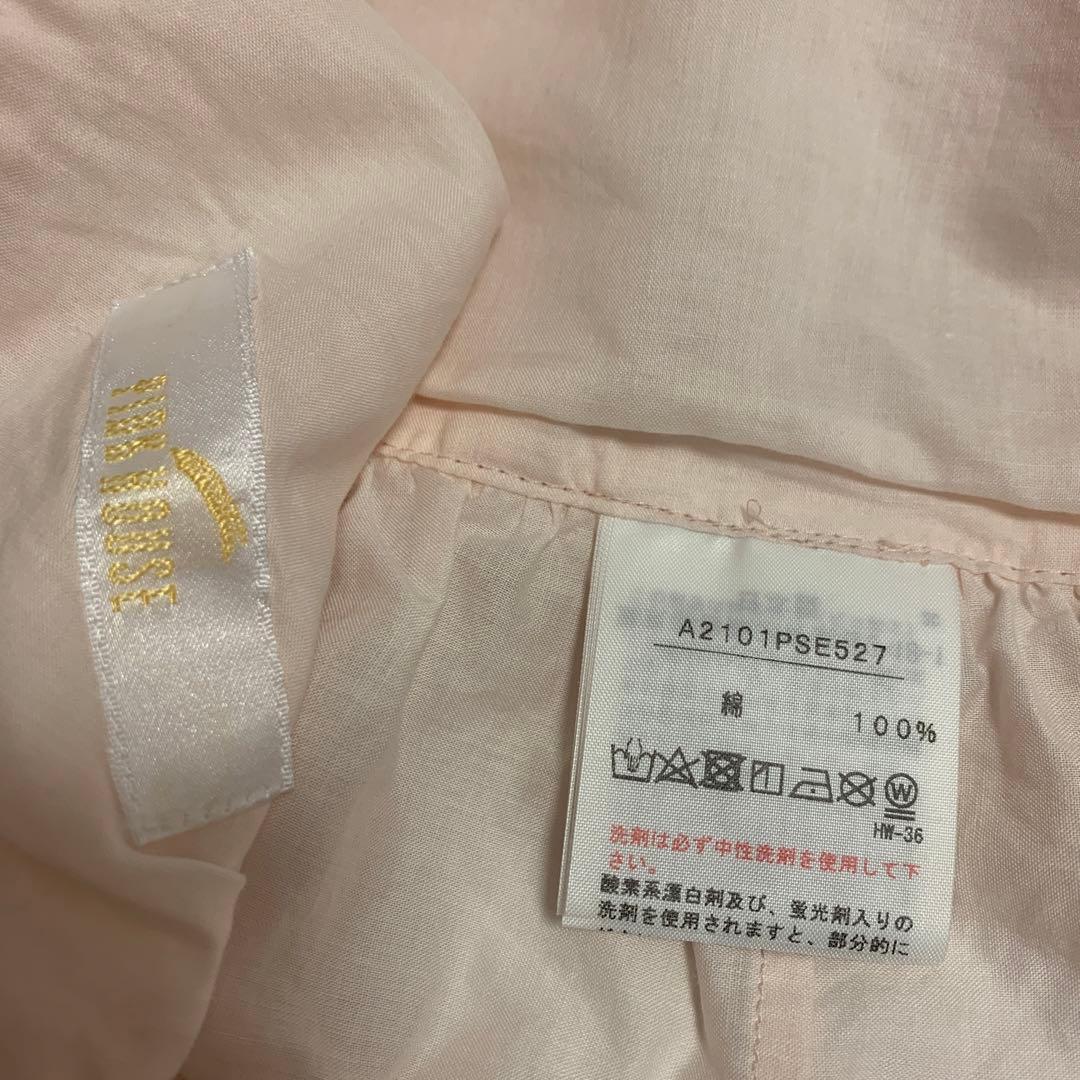 PINK HOUSE
A2101PSE527
綿 100%
W
HW-36
洗剤は必ず中性洗剤を使用して下
さい。
酸素系漂白剤及び、蛍光剤入りの
洗剤を使用されますと、部分的に